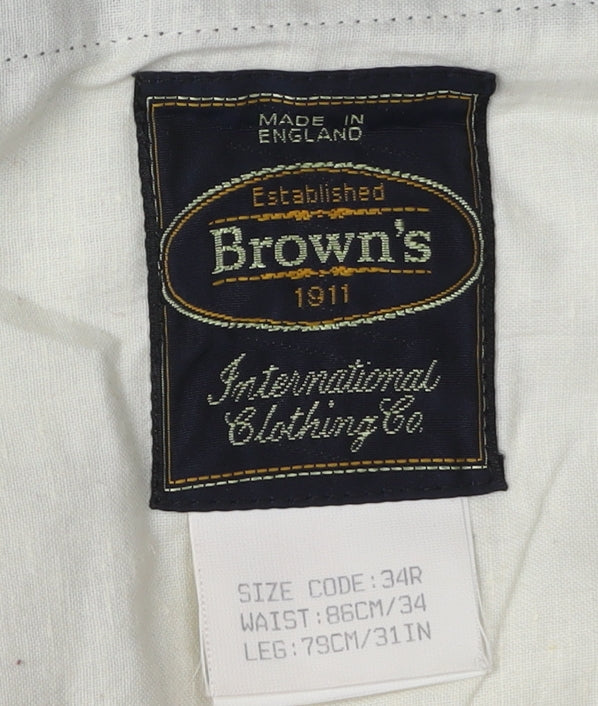 MADE IN
ENGLAND
Established
Brown's
1911
International
Clothing Co.
SIZE CODE:34R
WAIST:86CM/34
LEG:79CM/31IN